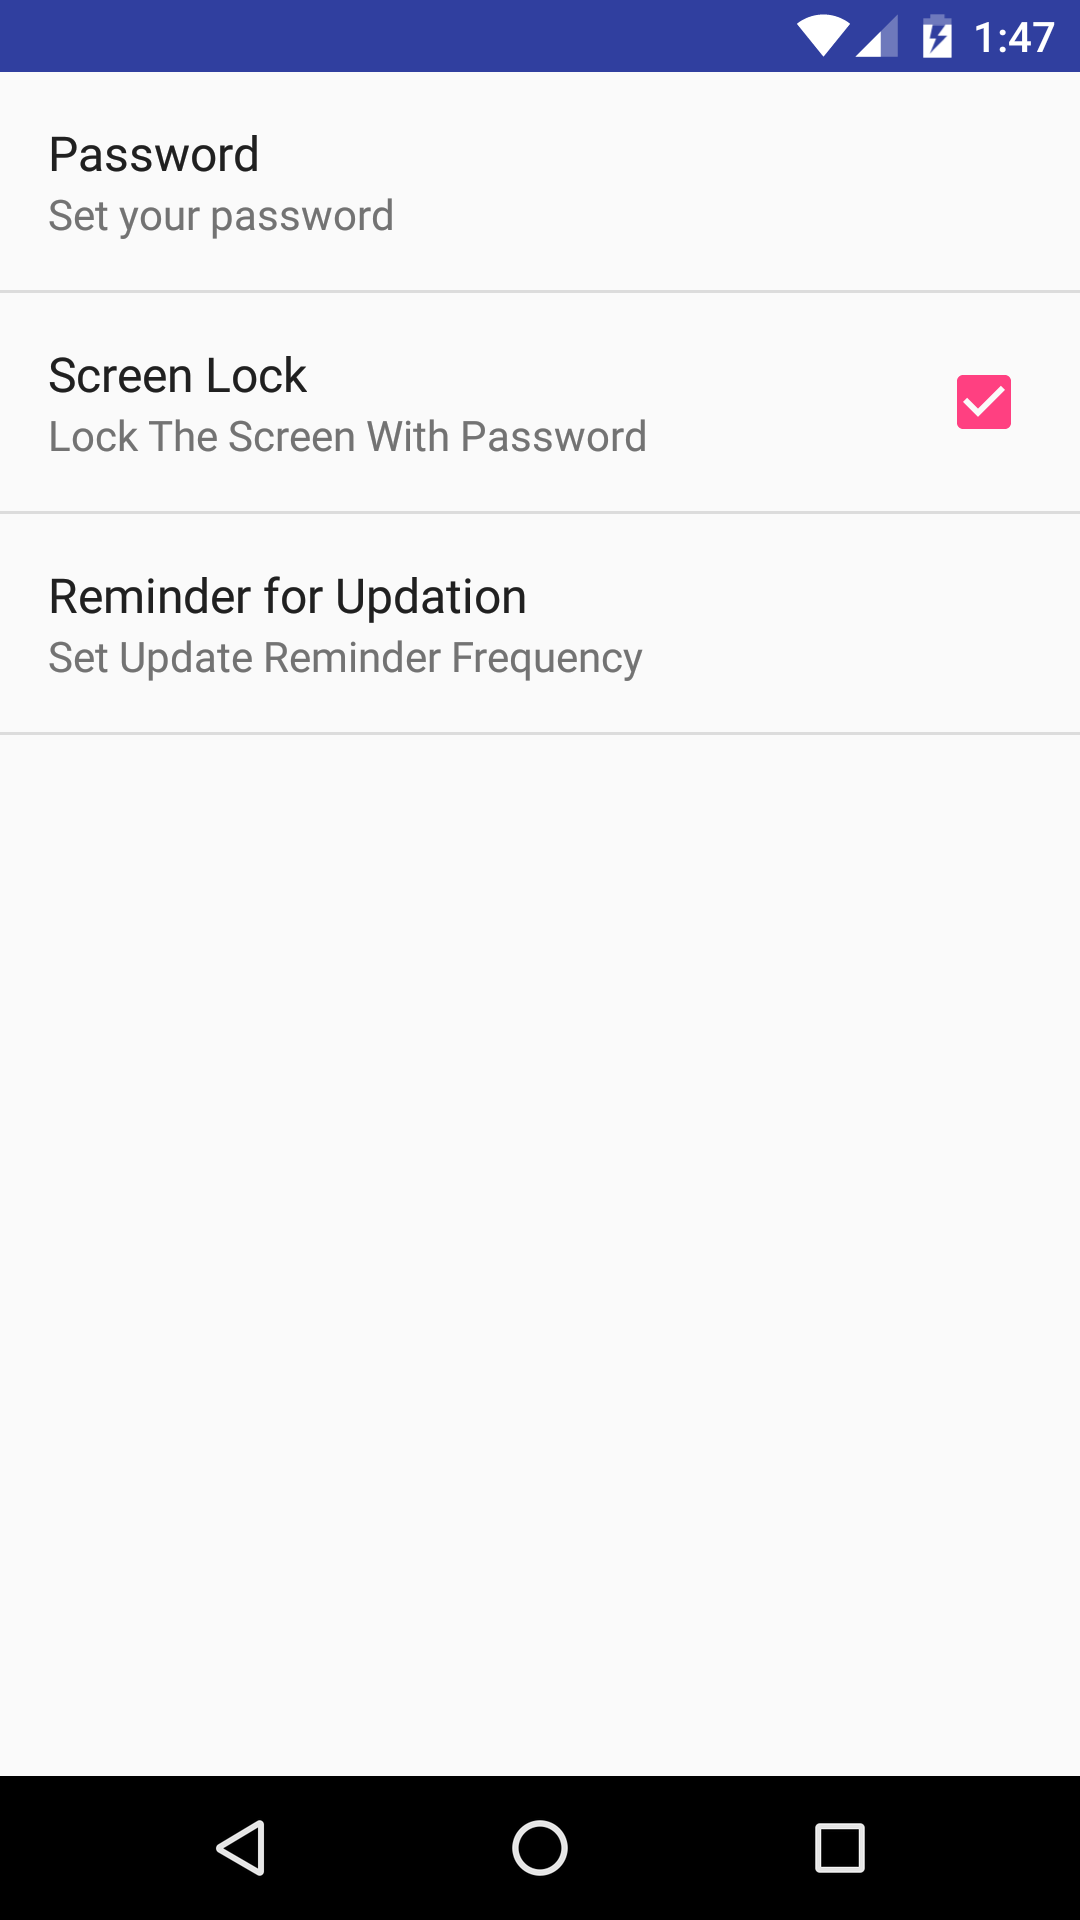 1:47
Password
Set your password
Screen Lock
Lock The Screen With Password
Reminder for Updation
Set Update Reminder Frequency